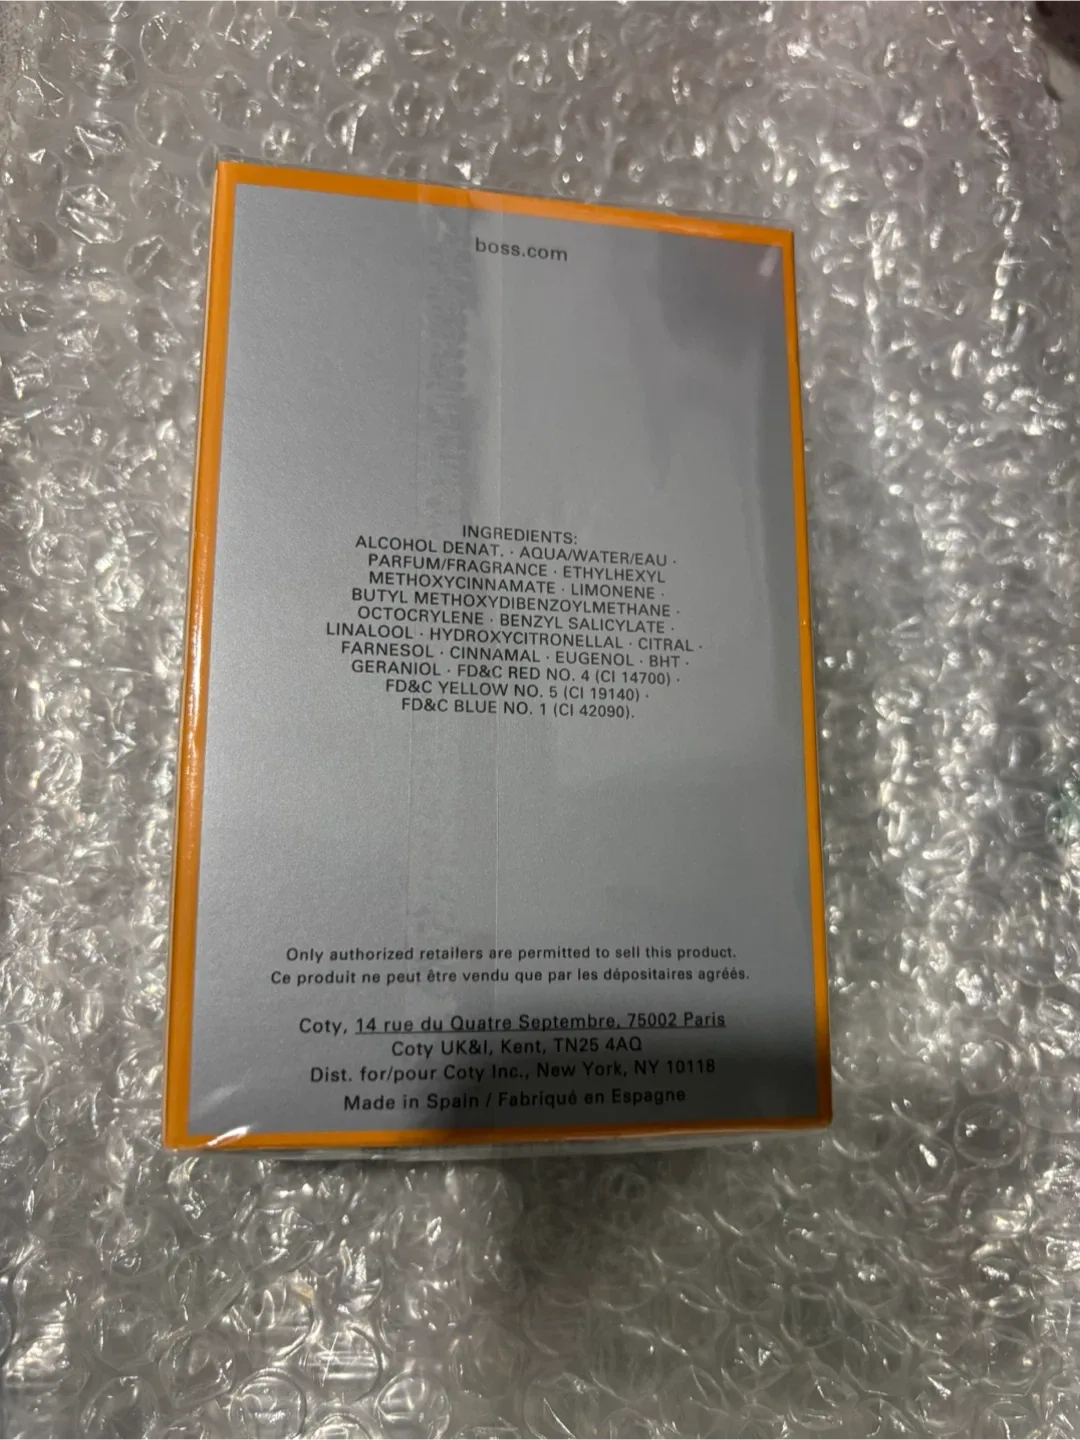 boss.com
INGREDIENTS:
ALCOHOL DENAT. · AQUA/WATER/EAU ·
PARFUM/FRAGRANCE · ETHYLHEXYL
METHOXYCINNAMATE · LIMONENE ·
BUTYL METHOXYDIBENZOYLMETHANE ·
OCTOCRYLENE · BENZYL SALICYLATE ·
LINALOOL · HYDROXYCITRONELLAL · CITRAL ·
FARNESOL · CINNAMAL · EUGENOL · BHT ·
GERANIOL · FD&C RED NO. 4 (CI 14700) ·
FD&C YELLOW NO. 5 (CI 19140) ·
FD&C BLUE NO. 1 (CI 42090).
Only authorized retailers are permitted to sell this product.
Ce produit ne peut être vendu que par les dépositaires agréés.
Coty, 14 rue du Quatre Septembre, 75002 Paris
Coty UK&I, Kent, TN25 4AQ
Dist. for/pour Coty Inc., New York, NY 10118
Made in Spain / Fabriqué en Espagne